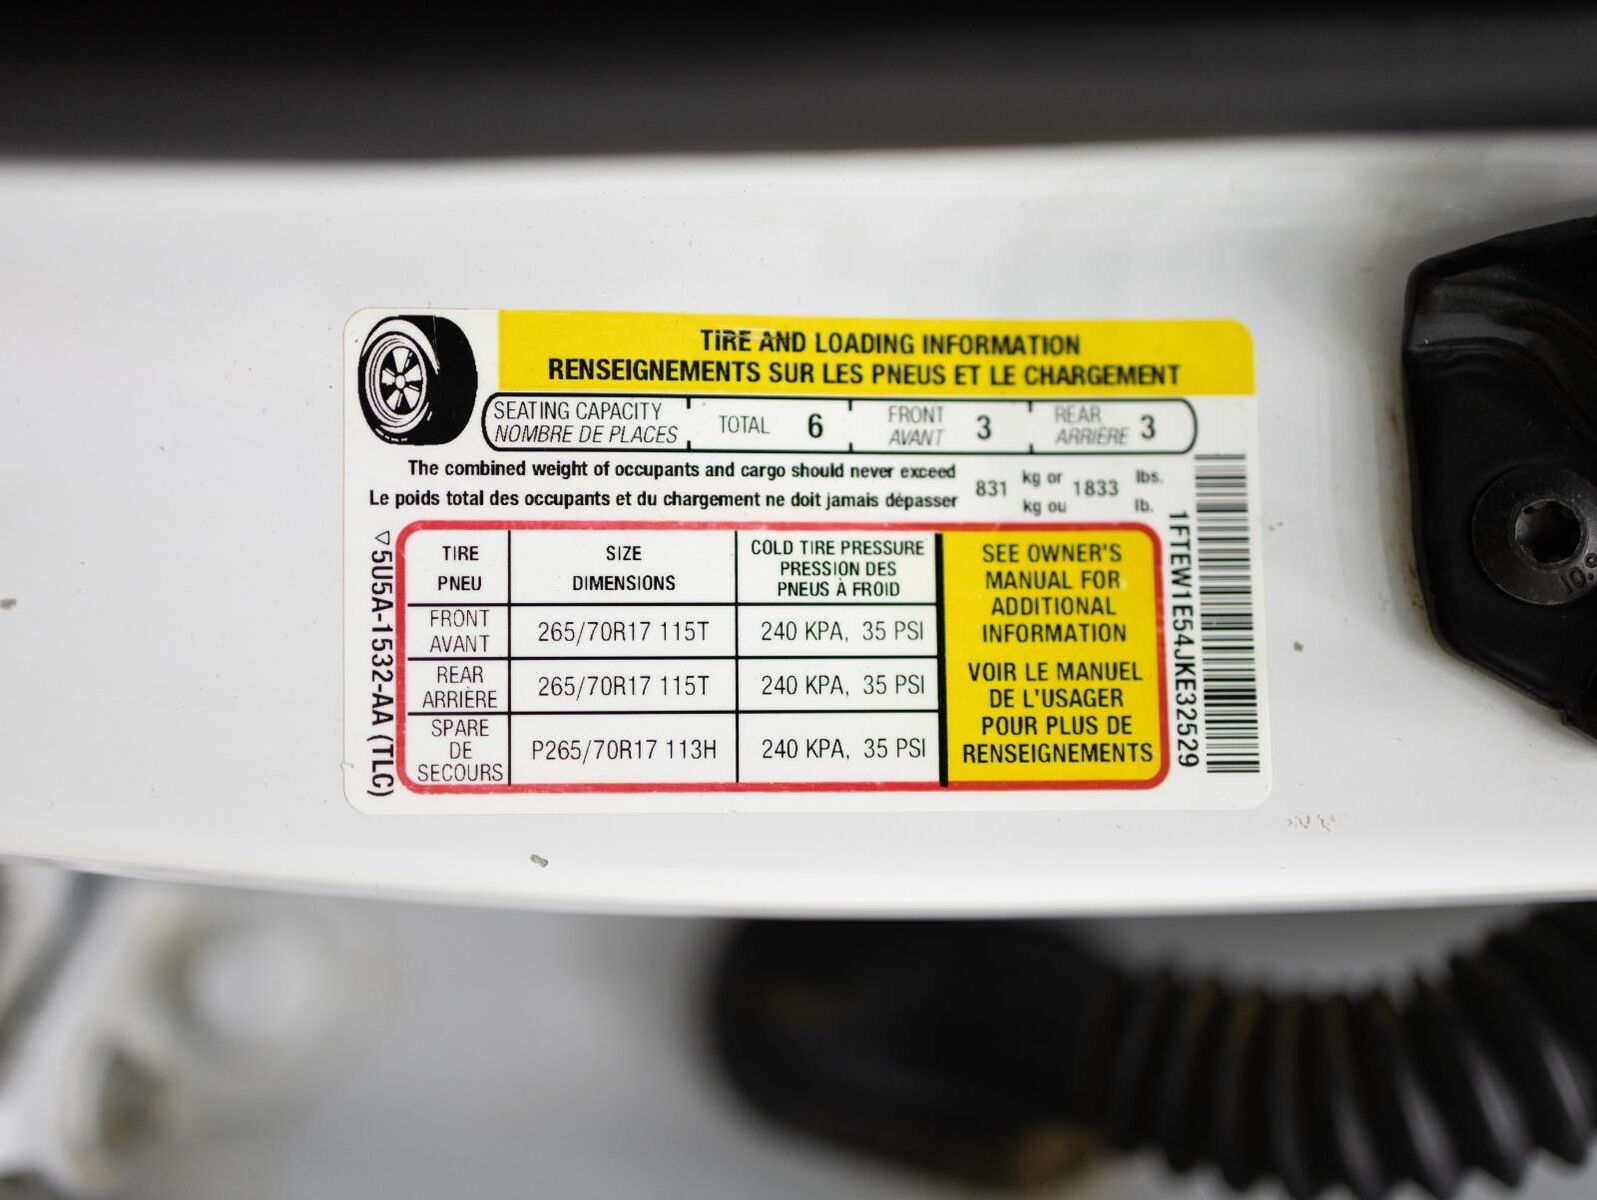 TIRE AND LOADING INFORMATION
RENSEIGNEMENTS SUR LES PNEUS ET LE CHARGEMENT
SEATING CAPACITY
NOMBRE DE PLACES
TOTAL 6
FRONT
AVANT
3
REAR
ARRIÈRE
3
The combined weight of occupants and cargo should never exceed
Le poids total des occupants et du chargement ne doit jamais dépasser
831
kg or
kg ou
1833
lbs.
lb.
TIRE
PNEU
SIZE
DIMENSIONS
COLD TIRE PRESSURE
PRESSION DES
PNEUS À FROID
FRONT
AVANT
265/70R17 115T
240 KPA, 35 PSI
REAR
ARRIÈRE
265/70R17 115T
240 KPA, 35 PSI
SPARE
DE
SECOURS
P265/70R17 113H
240 KPA, 35 PSI
SEE OWNER'S
MANUAL FOR
ADDITIONAL
INFORMATION
VOIR LE MANUEL
DE L'USAGER
POUR PLUS DE
RENSEIGNEMENTS
5U5A-1532-AA (TLC)
1FTEW1E54JKE32529